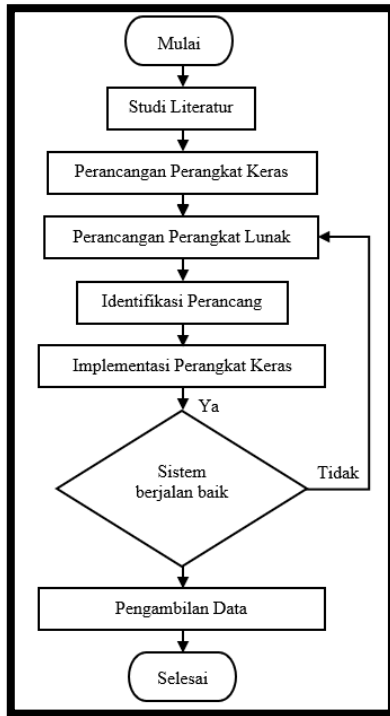 Mulai
Studi Literatur
Perancangan Perangkat Keras
Perancangan Perangkat Lunak
Identifikasi Perancang
Implementasi Perangkat Keras
Ya
Sistem
berjalan baik
Tidak
Pengambilan Data
Selesai